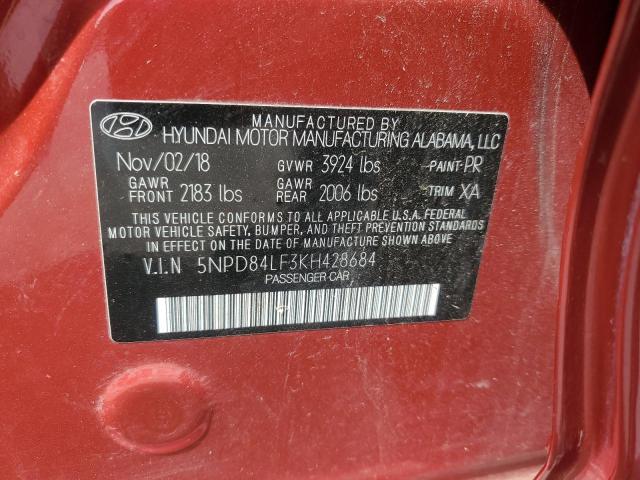 MANUFACTURED BY
HYUNDAI MOTOR MANUFACTURING ALABAMA, LLC
Nov/02/18 GVWR 3924 lbs PAINT PR
GAWR FRONT 2183 lbs GAWR REAR 2006 lbs TRIM XA
THIS VEHICLE CONFORMS TO ALL APPLICABLE U.S.A. FEDERAL
MOTOR VEHICLE SAFETY, BUMPER, AND THEFT PREVENTION STANDARDS
IN EFFECT ON THE DATE OF MANUFACTURE SHOWN ABOVE.
V.I.N 5NPD84LF3KH428684
PASSENGER CAR